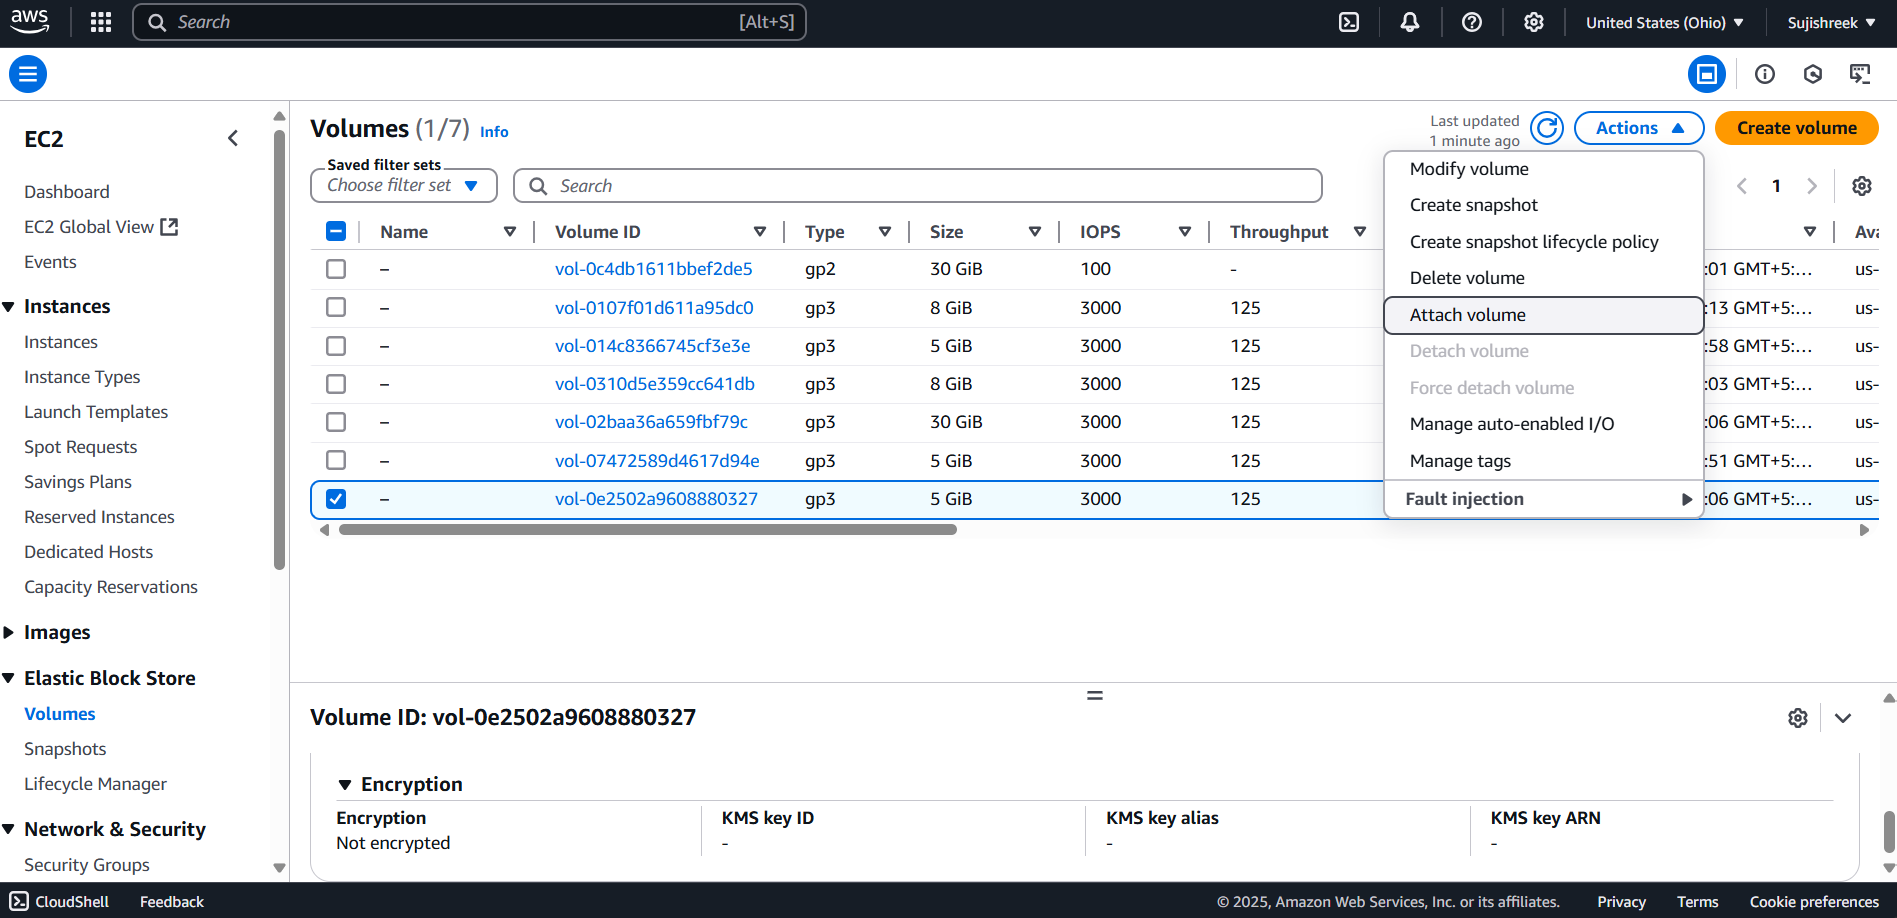 aws
Search [Alt+S]
United States (Ohio)
Sujishreek
EC2
Dashboard
EC2 Global View
Events
Instances
Instances
Instance Types
Launch Templates
Spot Requests
Savings Plans
Reserved Instances
Dedicated Hosts
Capacity Reservations
Images
Elastic Block Store
Volumes
Snapshots
Lifecycle Manager
Network & Security
Security Groups
Volumes (1/7) Info
Last updated
1 minute ago
Actions
Create volume
Saved filter sets
Choose filter set
Search
1
Name Volume ID Type Size IOPS Throughput Ava
– vol-0c4db1611bbef2de5 gp2 30 GiB 100 - :01 GMT+5:... us-
– vol-0107f01d611a95dc0 gp3 8 GiB 3000 125 :13 GMT+5:... us-
– vol-014c8366745cf3e3e gp3 5 GiB 3000 125 :58 GMT+5:... us-
– vol-0310d5e359cc641db gp3 8 GiB 3000 125 :03 GMT+5:... us-
– vol-02baa36a659fbf79c gp3 30 GiB 3000 125 :06 GMT+5:... us-
– vol-07472589d4617d94e gp3 5 GiB 3000 125 :51 GMT+5:... us-
– vol-0e2502a9608880327 gp3 5 GiB 3000 125 :06 GMT+5:... us-
Modify volume
Create snapshot
Create snapshot lifecycle policy
Delete volume
Attach volume
Detach volume
Force detach volume
Manage auto-enabled I/O
Manage tags
Fault injection
Volume ID: vol-0e2502a9608880327
Encryption
Encryption KMS key ID KMS key alias KMS key ARN
Not encrypted - - -
CloudShell Feedback © 2025, Amazon Web Services, Inc. or its affiliates. Privacy Terms Cookie preferences